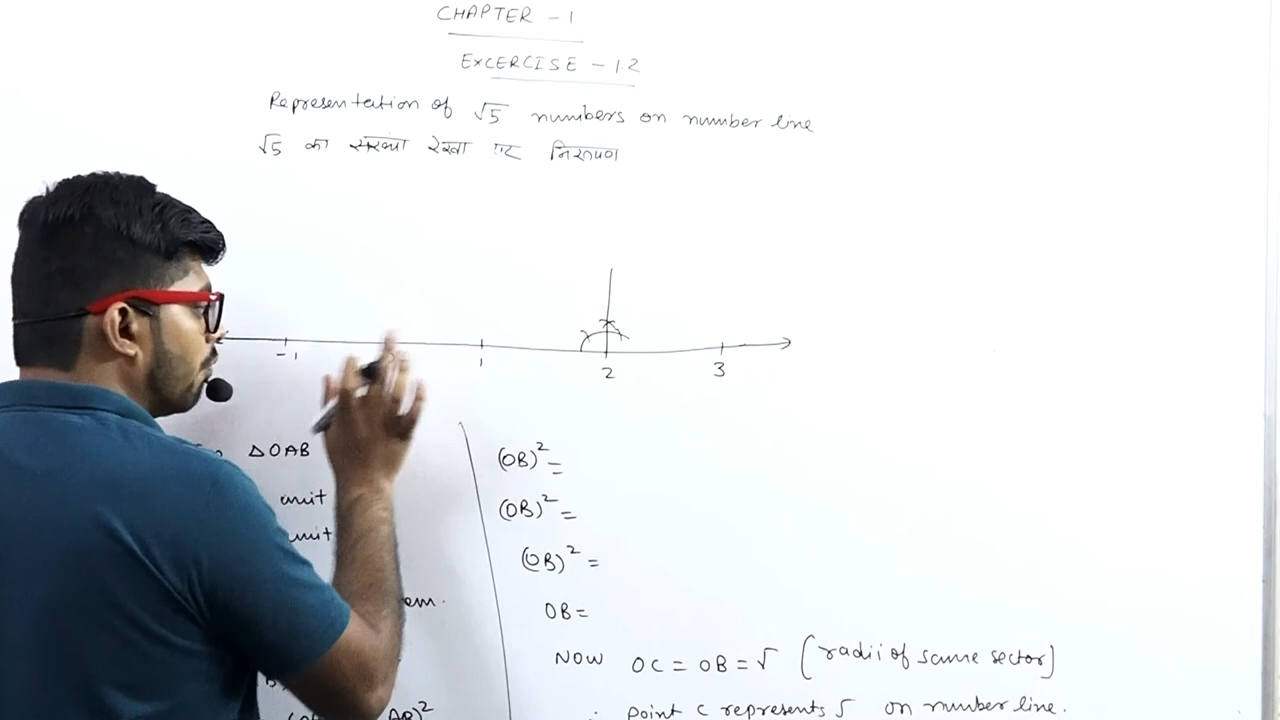 CHAPTER - 1
EXCERCISE - 1.2
Representation of √5 numbers on number line
√5 का संख्या रेखा पर निरूपण
-1 1 2 3
△OAB
unit
unit
em.
(OB)² =
(OB)² =
(OB)² =
OB =
NOW OC = OB = √ (radii of same sector)
∴ point C represents √ on number line.